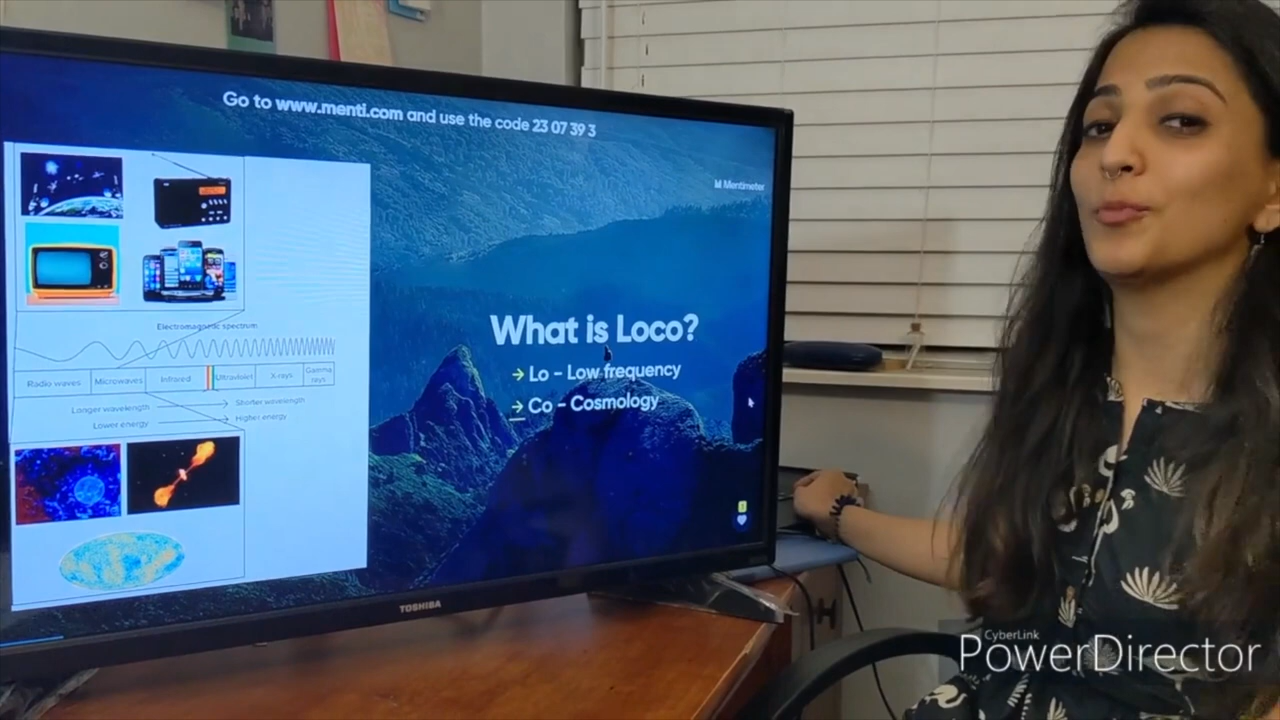 Go to www.menti.com and use the code 23 07 39 3
Mentimeter
Electromagnetic spectrum
Radio waves
Microwaves
Infrared
Ultraviolet
X-rays
Gamma
rays
Longer wavelength
Shorter wavelength
Lower energy
Higher energy
What is Loco?
Lo - Low frequency
Co - Cosmology
TOSHIBA
CyberLink
PowerDirector